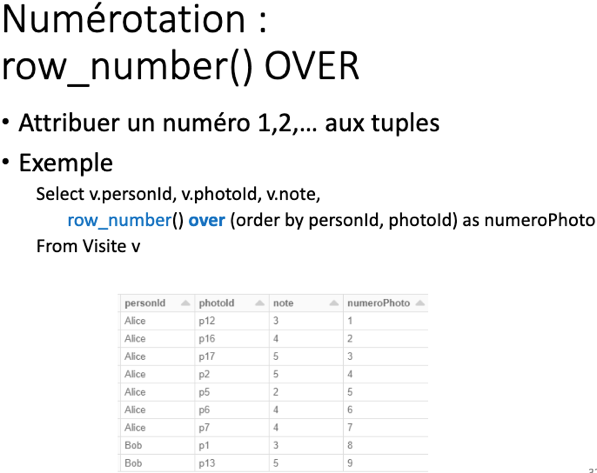 Numérotation :
row_number() OVER
• Attribuer un numéro 1,2,... aux tuples
• Exemple
Select v.personId, v.photoId, v.note,
row_number() over (order by personId, photoId) as numeroPhoto
From Visite v
personId photoId note numeroPhoto
Alice p12 3 1
Alice p16 4 2
Alice p17 5 3
Alice p2 5 4
Alice p5 2 5
Alice p6 4 6
Alice p7 4 7
Bob p1 3 8
Bob p13 5 9